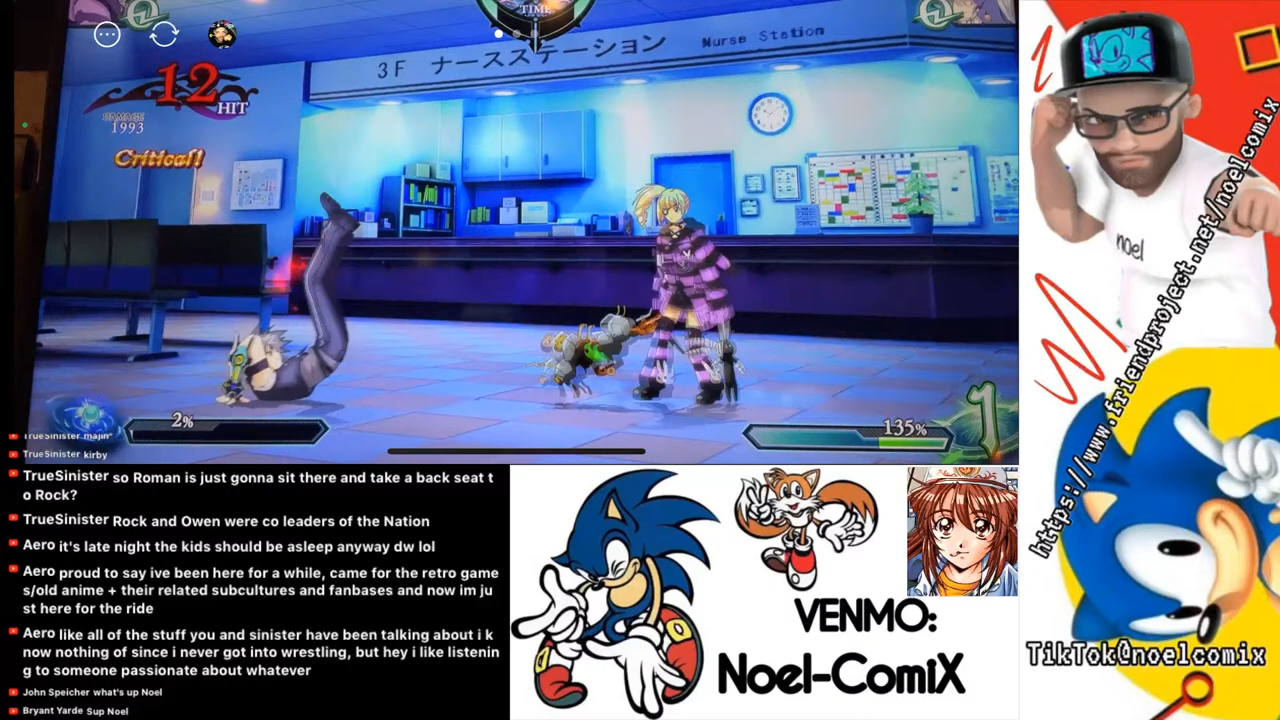 TIME
3F ナースステーション Nurse Station
12
HIT
DAMAGE
1993
Critical!
2%
135%
1
TrueSinister majin"
TrueSinister kirby
TrueSinister so Roman is just gonna sit there and take a back seat t
o Rock?
TrueSinister Rock and Owen were co leaders of the Nation
Aero it's late night the kids should be asleep anyway dw lol
Aero proud to say ive been here for a while, came for the retro game
s/old anime + their related subcultures and fanbases and now im ju
st here for the ride
Aero like all of the stuff you and sinister have been talking about i k
now nothing of since i never got into wrestling, but hey i like listenin
g to someone passionate about whatever
John Speicher what's up Noel
Bryant Yarde Sup Noel
VENMO:
Noel-ComiX
noel
https://www.friendproject.net/noelcomix
TikTok@noelcomix